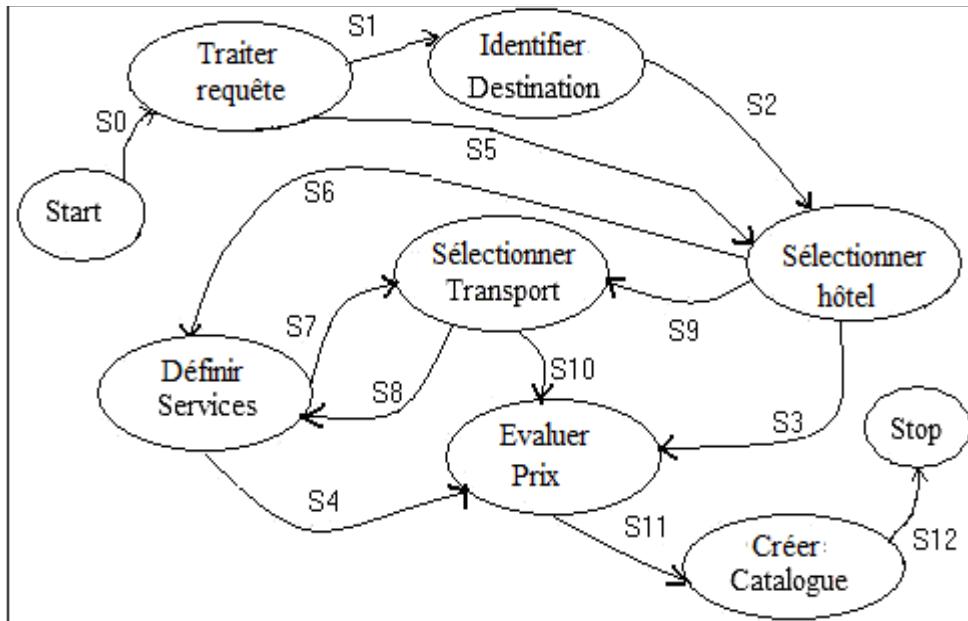 S1
Traiter
requête
Identifier
Destination
S0
S2
S5
Start
S6
Sélectionner
Transport
Sélectionner
hôtel
S7
S9
Définir
Services
S8
S10
S3
Evaluer
Prix
Stop
S4
S11
S12
Créer
Catalogue